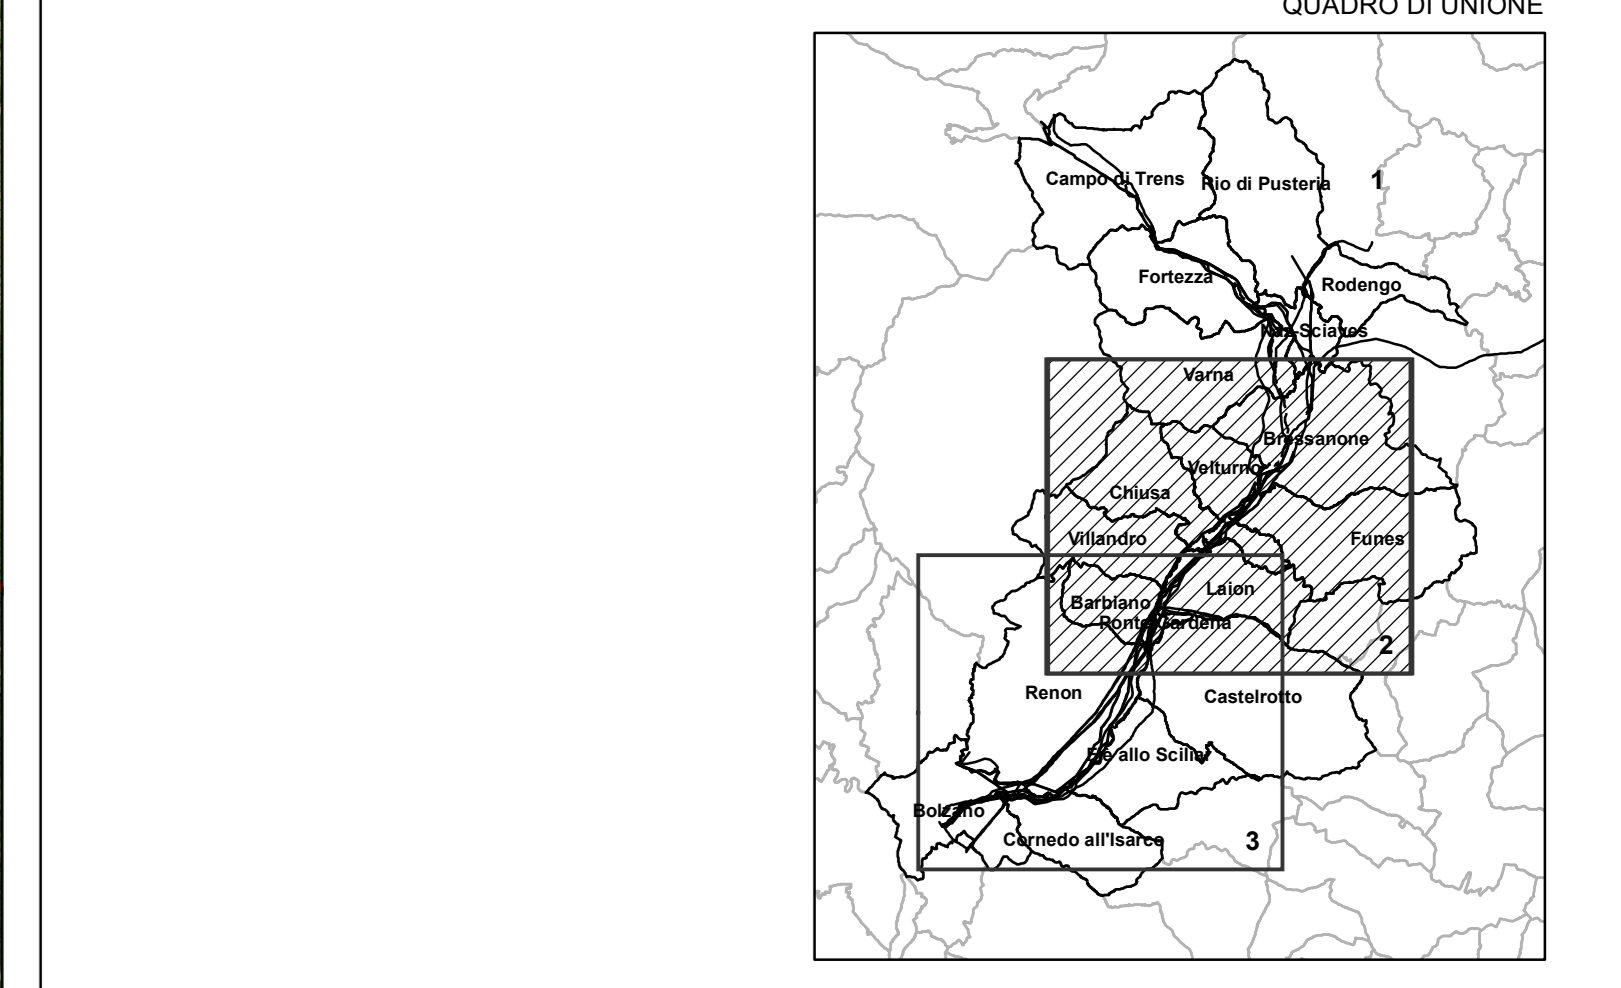 QUADRO DI UNIONE
Campo di Trens
Rio di Pusteria
1
Fortezza
Rodengo
Naz-Sciaves
Varna
Bressanone
Velturno
Chiusa
Villandro
Funes
Laion
Barbiano
Ponte Gardena
2
Renon
Castelrotto
Fiè allo Sciliar
Bolzano
Cornedo all'Isarco
3